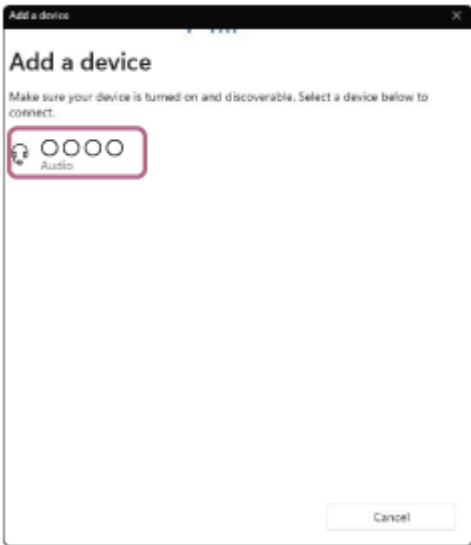 Add a device
Add a device
Make sure your device is turned on and discoverable. Select a device below to
connect.
○○○○
Audio
Cancel